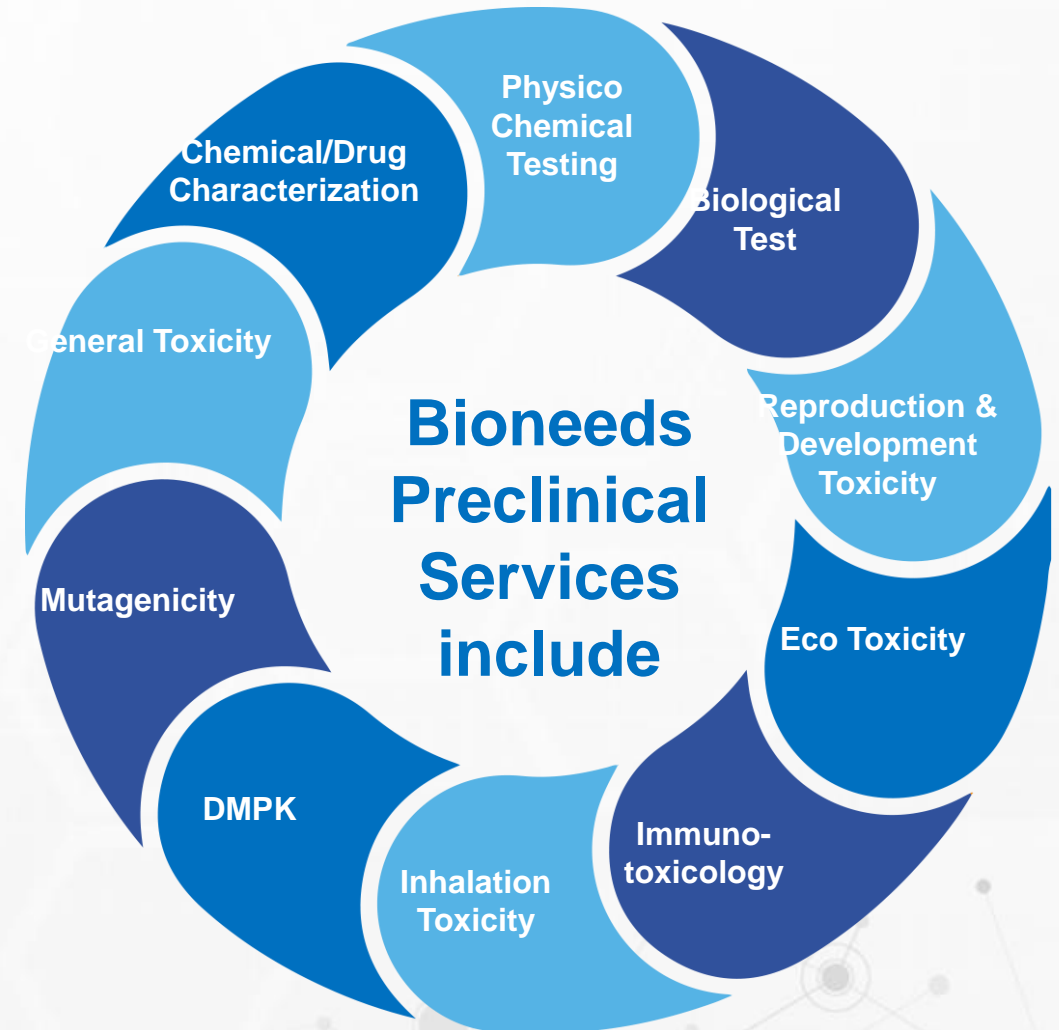 Physico
Chemical
Testing
Biological
Test
Reproduction &
Development
Toxicity
Eco Toxicity
Immuno-
toxicology
Inhalation
Toxicity
DMPK
Mutagenicity
General Toxicity
Chemical/Drug
Characterization
Bioneeds
Preclinical
Services
include